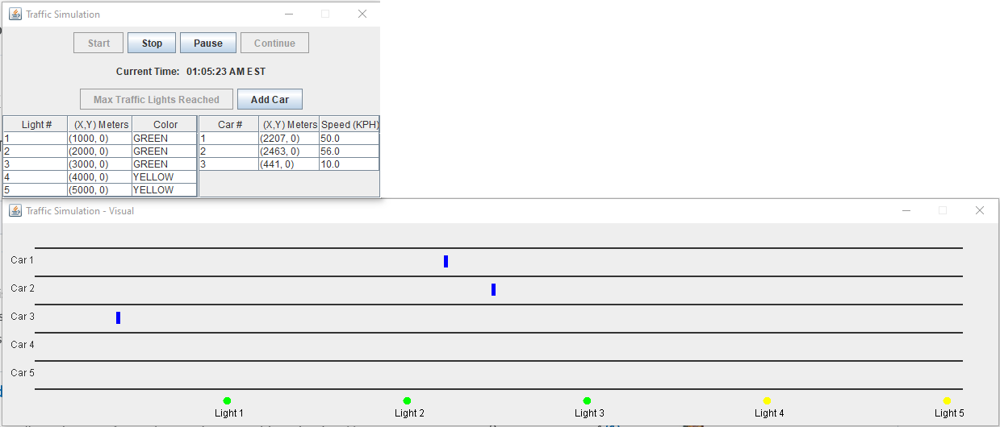 Traffic Simulation
Start Stop Pause Continue
Current Time: 01:05:23 AM EST
Max Traffic Lights Reached Add Car
Light # (X,Y) Meters Color Car # (X,Y) Meters Speed (KPH)
1 (1000, 0) GREEN 1 (2207, 0) 50.0
2 (2000, 0) GREEN 2 (2463, 0) 56.0
3 (3000, 0) GREEN 3 (441, 0) 10.0
4 (4000, 0) YELLOW
5 (5000, 0) YELLOW
Traffic Simulation - Visual
Car 1
Car 2
Car 3
Car 4
Car 5
Light 1 Light 2 Light 3 Light 4 Light 5